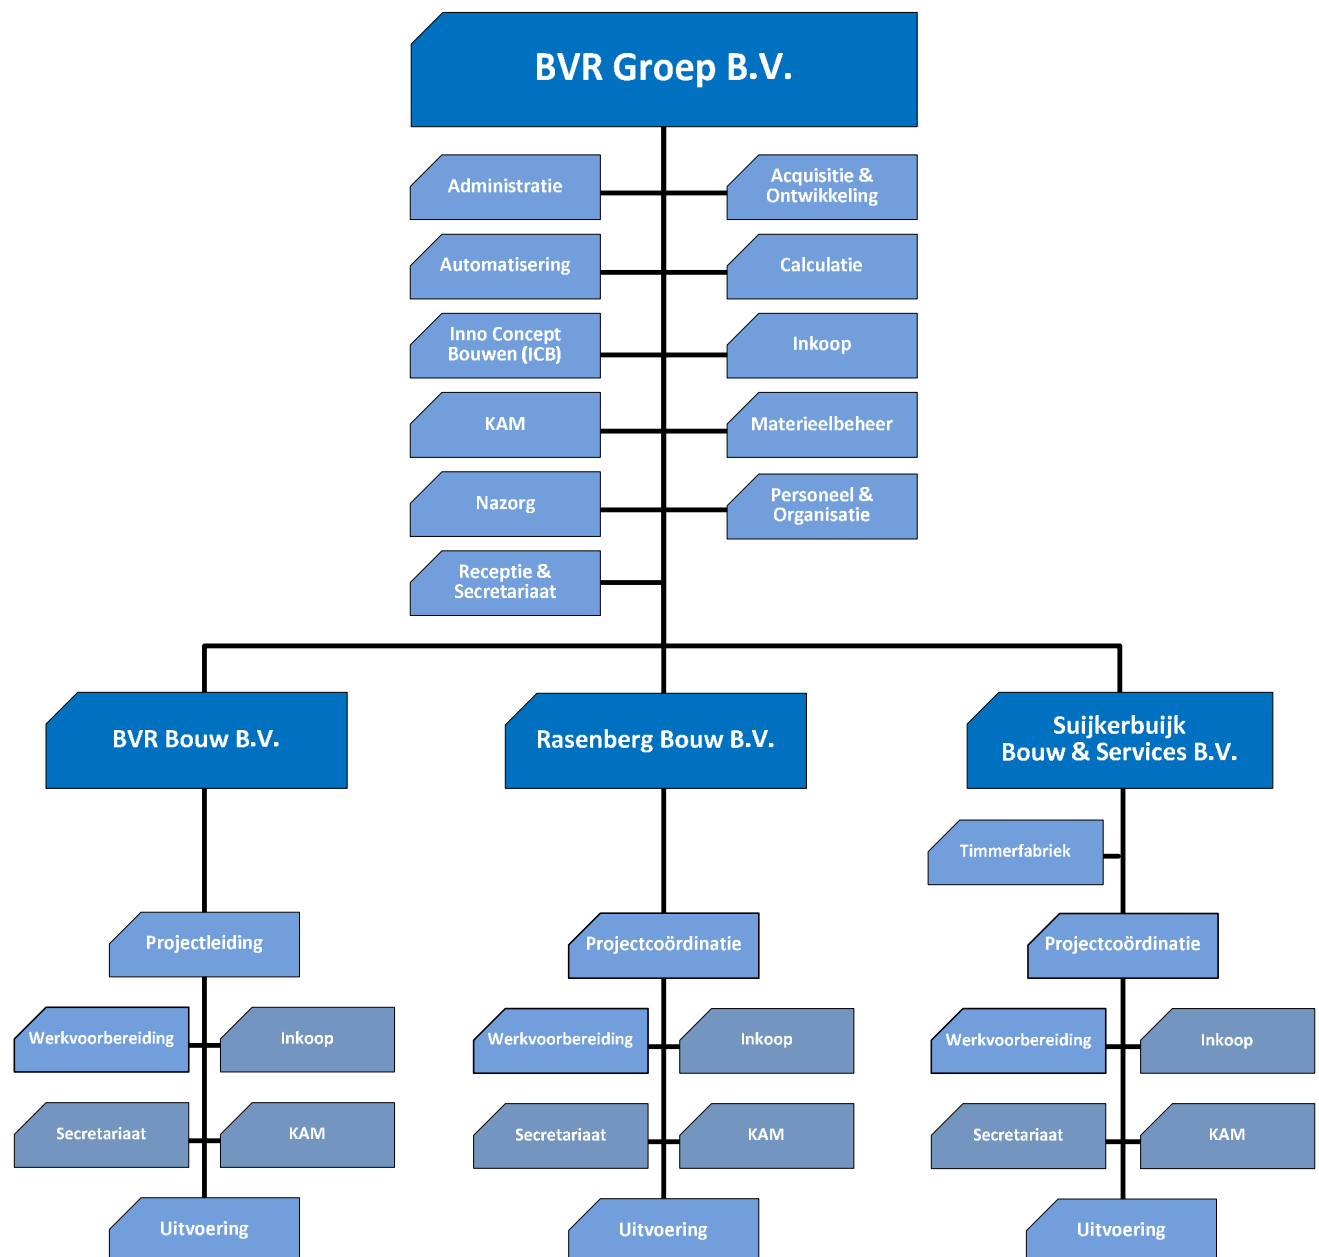 BVR Groep B.V.
Administratie
Acquisitie &
Ontwikkeling
Automatisering
Calculatie
Inno Concept
Bouwen (ICB)
Inkoop
KAM
Materieelbeheer
Nazorg
Personeel &
Organisatie
Receptie &
Secretariaat
BVR Bouw B.V.
Rasenberg Bouw B.V.
Suijkerbuijk
Bouw & Services B.V.
Timmerfabriek
Projectleiding
Projectcoördinatie
Projectcoördinatie
Werkvoorbereiding
Inkoop
Werkvoorbereiding
Inkoop
Werkvoorbereiding
Inkoop
Secretariaat
KAM
Secretariaat
KAM
Secretariaat
KAM
Uitvoering
Uitvoering
Uitvoering